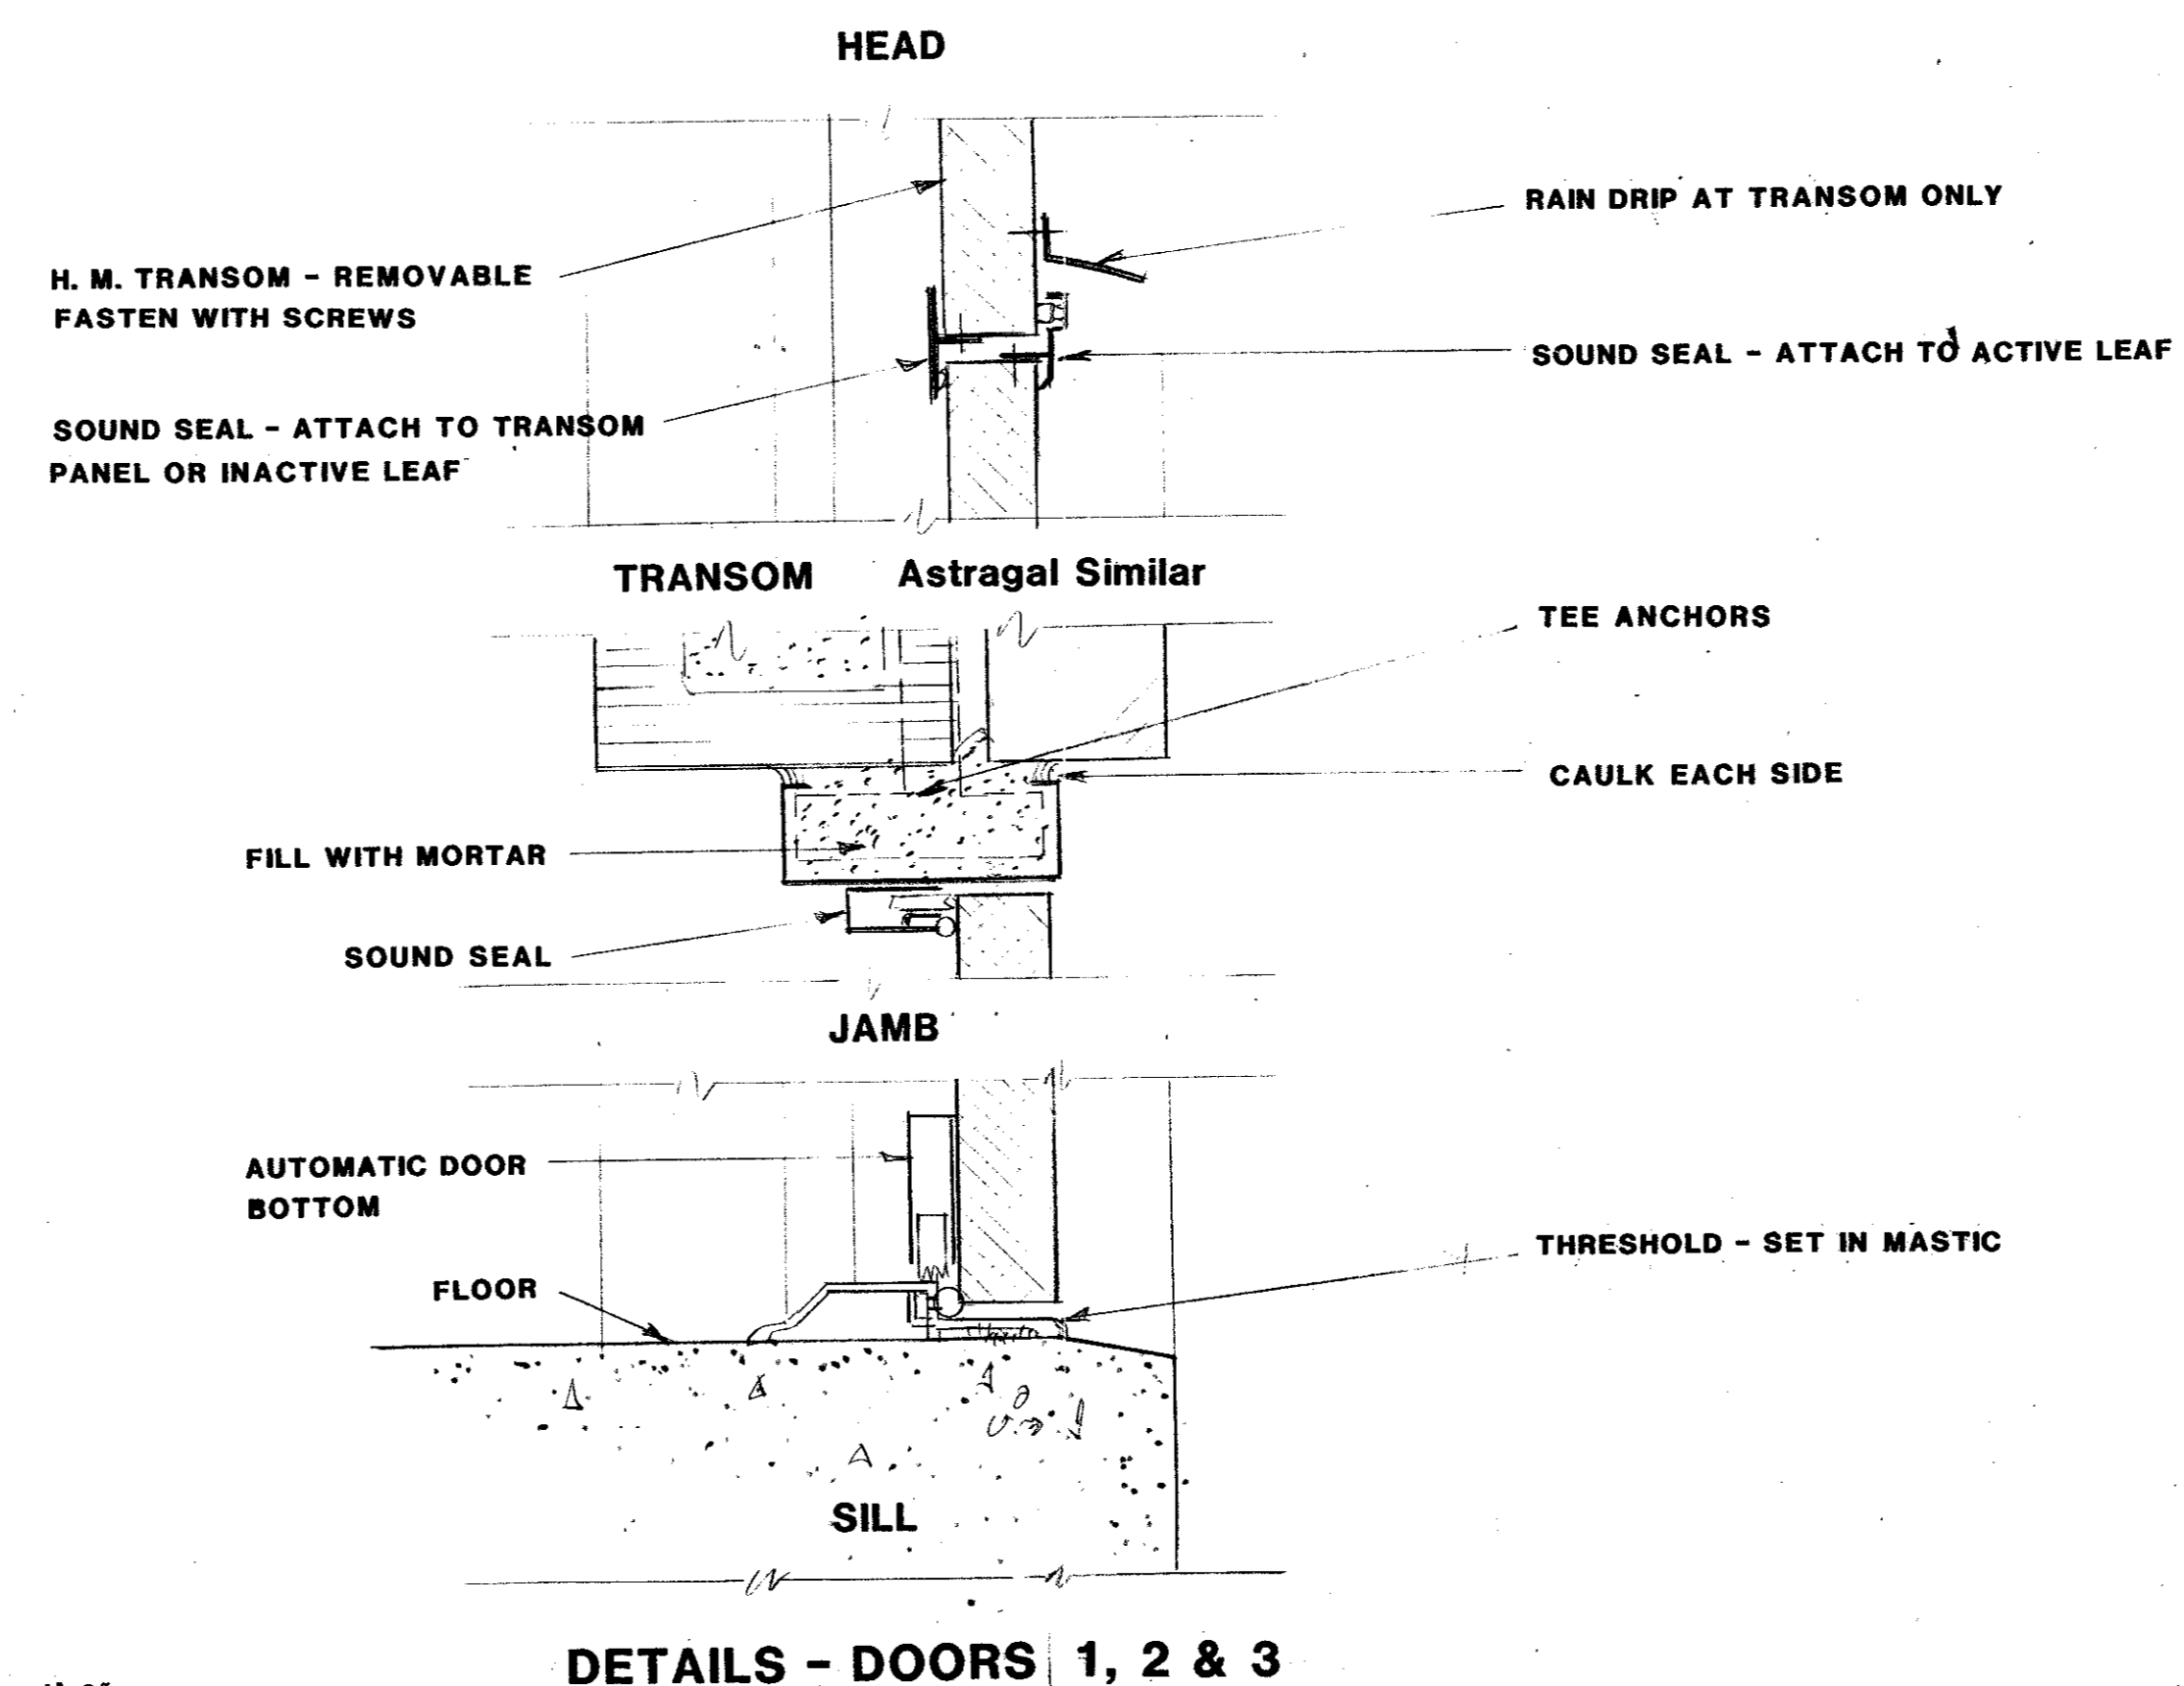 HEAD
RAIN DRIP AT TRANSOM ONLY
H. M. TRANSOM - REMOVABLE
FASTEN WITH SCREWS
SOUND SEAL - ATTACH TO ACTIVE LEAF
SOUND SEAL - ATTACH TO TRANSOM
PANEL OR INACTIVE LEAF
TRANSOM Astragal Similar
TEE ANCHORS
CAULK EACH SIDE
FILL WITH MORTAR
SOUND SEAL
JAMB
AUTOMATIC DOOR
BOTTOM
THRESHOLD - SET IN MASTIC
FLOOR
SILL
DETAILS - DOORS 1, 2 & 3